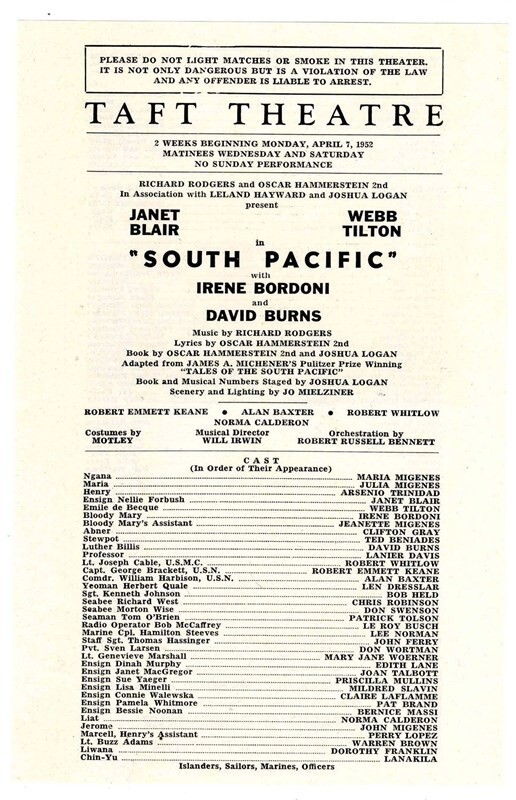 PLEASE DO NOT LIGHT MATCHES OR SMOKE IN THIS THEATER.
IT IS NOT ONLY DANGEROUS BUT IS A VIOLATION OF THE LAW
AND ANY OFFENDER IS LIABLE TO ARREST.
TAFT THEATRE
2 WEEKS BEGINNING MONDAY, APRIL 7, 1952
MATINEES WEDNESDAY AND SATURDAY
NO SUNDAY PERFORMANCE
RICHARD RODGERS and OSCAR HAMMERSTEIN 2nd
In Association with LELAND HAYWARD and JOSHUA LOGAN
present
JANET BLAIR
WEBB TILTON
in
"SOUTH PACIFIC"
with
IRENE BORDONI
and
DAVID BURNS
Music by RICHARD RODGERS
Lyrics by OSCAR HAMMERSTEIN 2nd
Book by OSCAR HAMMERSTEIN 2nd and JOSHUA LOGAN
Adapted from JAMES A. MICHENER'S Pulitzer Prize Winning
"TALES OF THE SOUTH PACIFIC"
Book and Musical Numbers Staged by JOSHUA LOGAN
Scenery and Lighting by JO MIELZINER
ROBERT EMMETT KEANE • ALAN BAXTER • ROBERT WHITLOW
NORMA CALDERON
Costumes by MOTLEY
Musical Director WILL IRWIN
Orchestration by ROBERT RUSSELL BENNETT
CAST
(In Order of Their Appearance)
Ngana MARIA MIGENES
Maria JULIA MIGENES
Henry ARSENIO TRINIDAD
Ensign Nellie Forbush JANET BLAIR
Emile de Becque WEBB TILTON
Bloody Mary IRENE BORDONI
Bloody Mary's Assistant JEANETTE MIGENES
Abner CLIFTON GRAY
Stewpot TED BENIADES
Luther Billis DAVID BURNS
Professor LANIER DAVIS
Lt. Joseph Cable, U.S.M.C. ROBERT WHITLOW
Capt. George Brackett, U.S.N. ROBERT EMMETT KEANE
Comdr. William Harbison, U.S.N. ALAN BAXTER
Yeoman Herbert Quale LEN DRESSLAR
Sgt. Kenneth Johnson BOB HELD
Seabee Richard West CHRIS ROBINSON
Seabee Morton Wise DON SWENSON
Seaman Tom O'Brien PATRICK TOLSON
Radio Operator Bob McCaffrey LE ROY BUSCH
Marine Cpl. Hamilton Steeves LEE NORMAN
Staff Sgt. Thomas Hassinger JOHN FERRY
Pvt. Sven Larsen DON WORTMAN
Lt. Genevieve Marshall MARY JANE WOERNER
Ensign Dinah Murphy EDITH LANE
Ensign Janet MacGregor JOAN TALBOTT
Ensign Sue Yaeger PRISCILLA MULLINS
Ensign Lisa Minelli MILDRED SLAVIN
Ensign Connie Walewska CLAIRE LAFLAMME
Ensign Pamela Whitmore PAT BRAND
Ensign Bessie Noonan BERNICE MASSI
Liat NORMA CALDERON
Jerome JOHN MIGENES
Marcell, Henry's Assistant PERRY LOPEZ
Lt. Buzz Adams WARREN BROWN
Liwana DOROTHY FRANKLIN
Chin-Yu LANAKILA
Islanders, Sailors, Marines, Officers